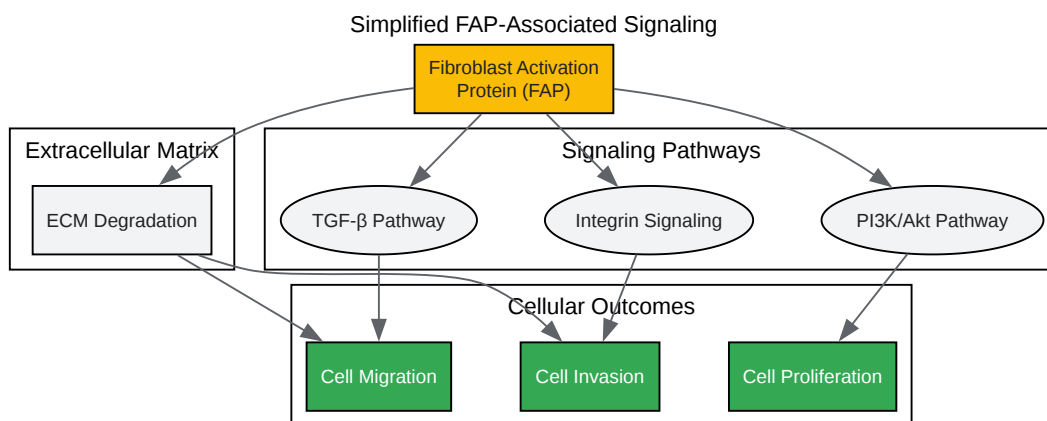 Simplified FAP-Associated Signaling
Fibroblast Activation
Protein (FAP)
Extracellular Matrix
Signaling Pathways
ECM Degradation
TGF-β Pathway
Integrin Signaling
PI3K/Akt Pathway
Cellular Outcomes
Cell Migration
Cell Invasion
Cell Proliferation